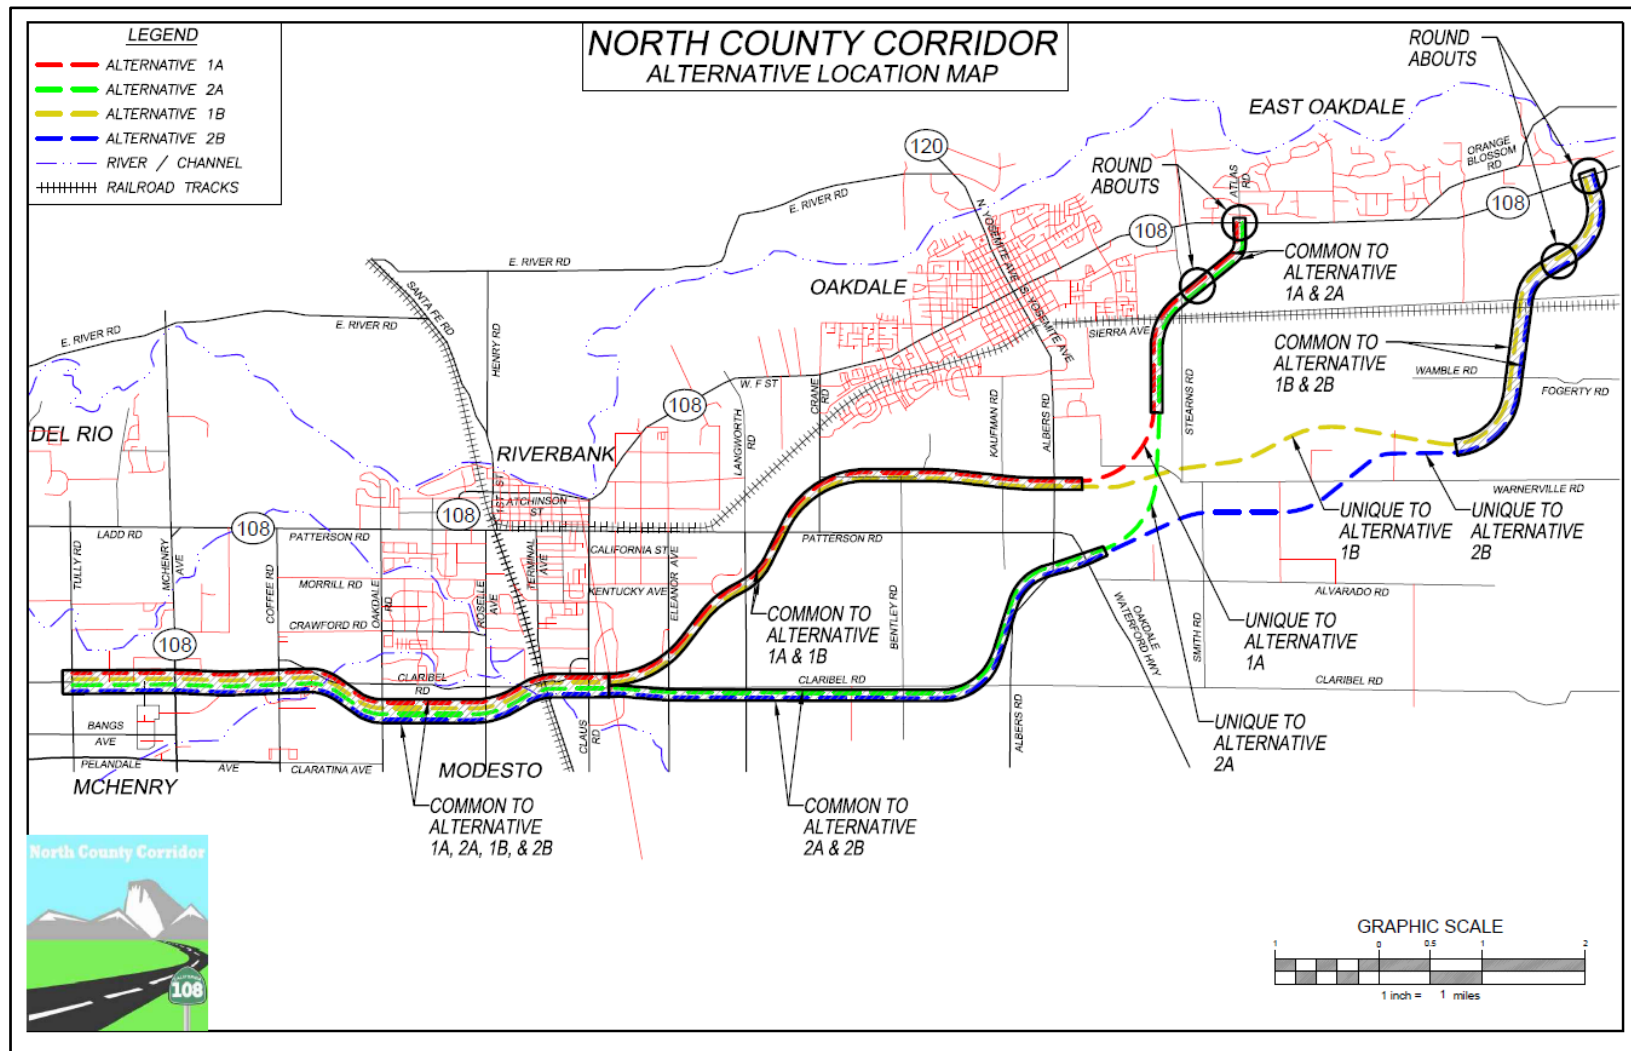 LEGEND
ALTERNATIVE 1A
ALTERNATIVE 2A
ALTERNATIVE 1B
ALTERNATIVE 2B
RIVER / CHANNEL
RAILROAD TRACKS
NORTH COUNTY CORRIDOR
ALTERNATIVE LOCATION MAP
ROUND
ABOUTS
EAST OAKDALE
ORANGE
BLOSSOM
RD
120
ROUND
ABOUTS
ATLAS
RD
E. RIVER RD
N. YOSEMITE AVE
108
108
COMMON TO
ALTERNATIVE
1A & 2A
E. RIVER RD
OAKDALE
S. YOSEMITE AVE
SANTA FE RD
E. RIVER RD
E. RIVER RD
HENRY RD
SIERRA AVE
COMMON TO
ALTERNATIVE
1B & 2B
WAMBLE RD
FOGERTY RD
W. F ST
CRANE
RD
108
LANGWORTH
RD
KAUFMAN RD
ALBERS RD
STEARNS RD
DEL RIO
RIVERBANK
1ST ST
ATCHINSON
ST
WARNERVILLE RD
UNIQUE TO
ALTERNATIVE
1B
UNIQUE TO
ALTERNATIVE
2B
108
108
LADD RD
PATTERSON RD
PATTERSON RD
CALIFORNIA ST
TULLY RD
MCHENRY
AVE
COFFEE RD
MORRILL RD
OAKDALE
RD
ROSELLE
AVE
TERMINAL
AVE
KENTUCKY AVE
ELEANOR AVE
COMMON TO
ALTERNATIVE
1A & 1B
BENTLEY RD
OAKDALE
WATERFORD HWY
ALVARADO RD
SMITH RD
UNIQUE TO
ALTERNATIVE
1A
CRAWFORD RD
108
CLARIBEL
RD
CLARIBEL RD
CLARIBEL RD
BANGS
AVE
CLAUS
RD
ALBERS RD
UNIQUE TO
ALTERNATIVE
2A
PELANDALE
AVE
CLARATINA AVE
MCHENRY
MODESTO
COMMON TO
ALTERNATIVE
1A, 2A, 1B, & 2B
COMMON TO
ALTERNATIVE
2A & 2B
North County Corridor
CALIFORNIA
108
GRAPHIC SCALE
1 0 0.5 1 2
1 inch = 1 miles